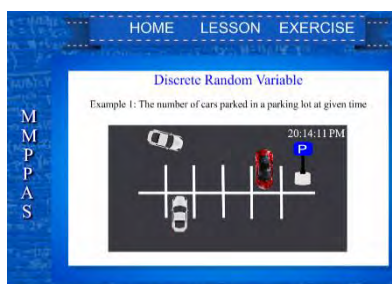 HOME LESSON EXERCISE
Discrete Random Variable
Example 1: The number of cars parked in a parking lot at given time
20:14:11 PM
P
M
M
P
P
A
S